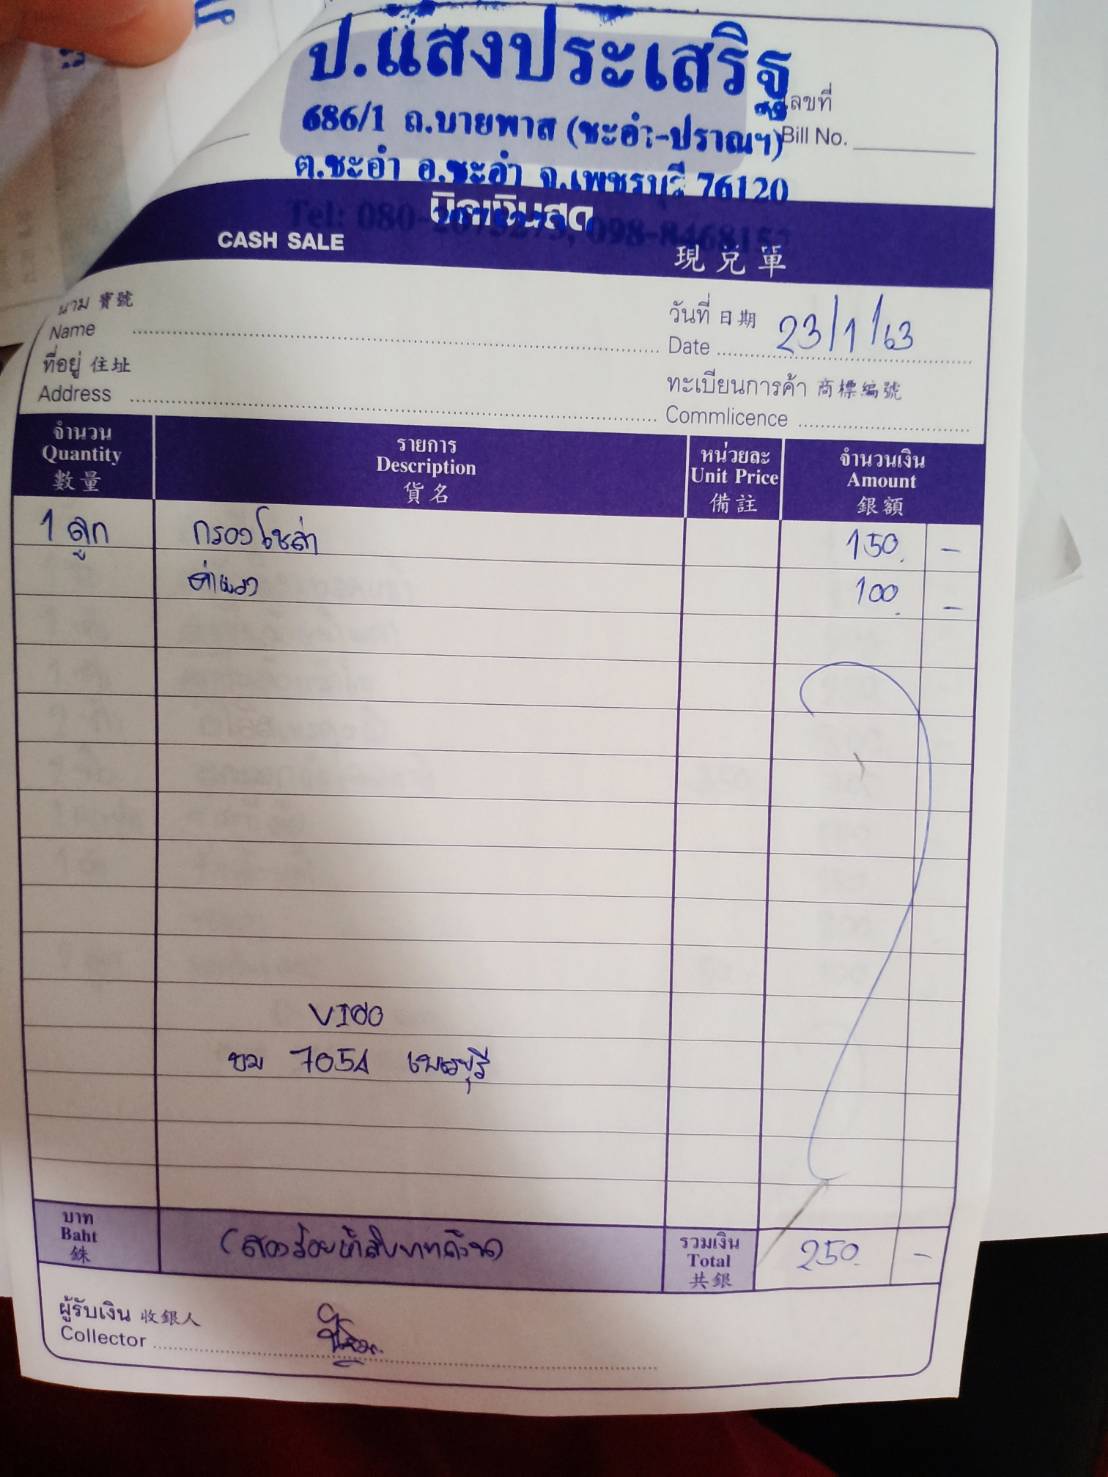 ป.แสงประเสริฐ
686/1 ถ.บายพาส (ชะอำ-ปราณฯ)
ต.ชะอำ อ.ชะอำ จ.เพชรบุรี 76120
เลขที่
Bill No.
บิลเงินสด
CASH SALE
現兌單
นาม 寶號
Name
วันที่ 日期
Date 23/1/63
ที่อยู่ 住址
Address
ทะเบียนการค้า 商標編號
Commlicence
จำนวน รายการ หน่วยละ จำนวนเงิน
Quantity Description Unit Price Amount
數量 貨名 備註 銀額
1 ลูก กรองโซล่า 150. -
ค่าแรง 100. -
VIGO
บม 7054 เพชรบุรี
บาท
Baht
銖
(สองร้อยห้าสิบบาทถ้วน)
รวมเงิน
Total
共銀
250. -
ผู้รับเงิน 收銀人
Collector